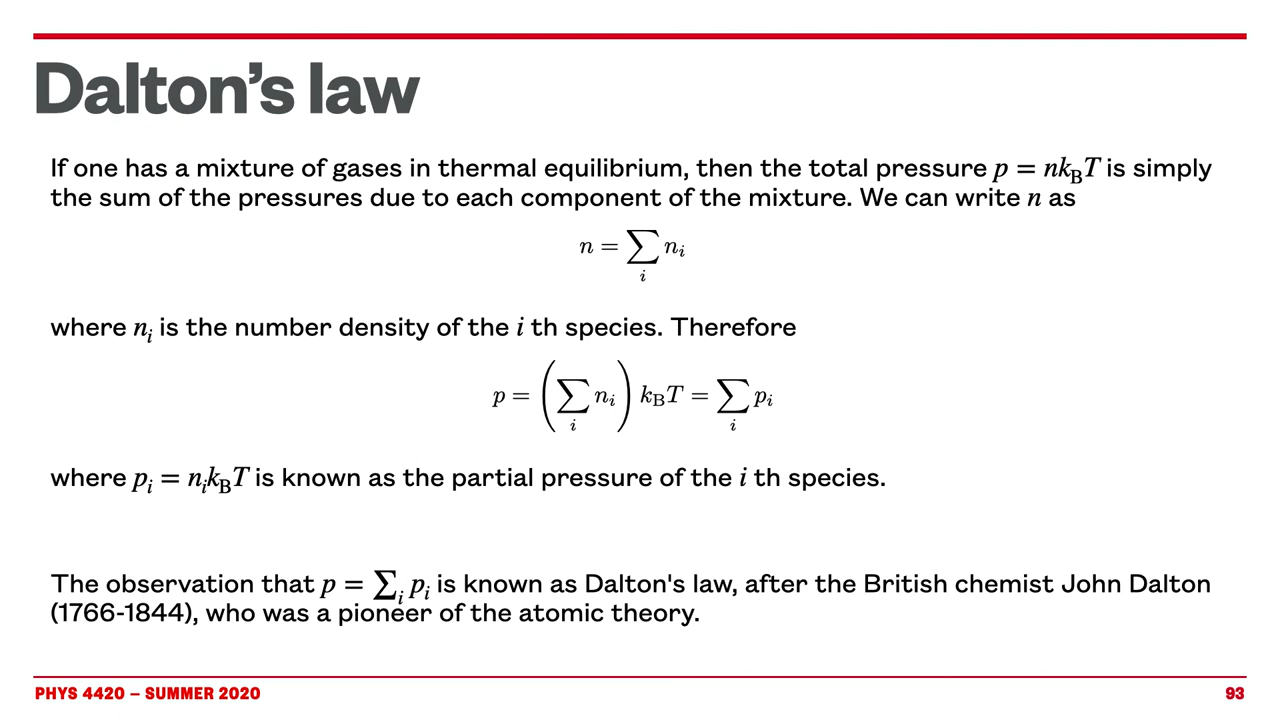 Dalton’s law
If one has a mixture of gases in thermal equilibrium, then the total pressure p = nk_B T is simply
the sum of the pressures due to each component of the mixture. We can write n as
n = ∑_i n_i
where n_i is the number density of the i th species. Therefore
p = (∑_i n_i) k_B T = ∑_i p_i
where p_i = n_i k_B T is known as the partial pressure of the i th species.
The observation that p = ∑_i p_i is known as Dalton's law, after the British chemist John Dalton
(1766-1844), who was a pioneer of the atomic theory.
PHYS 4420 – SUMMER 2020
93